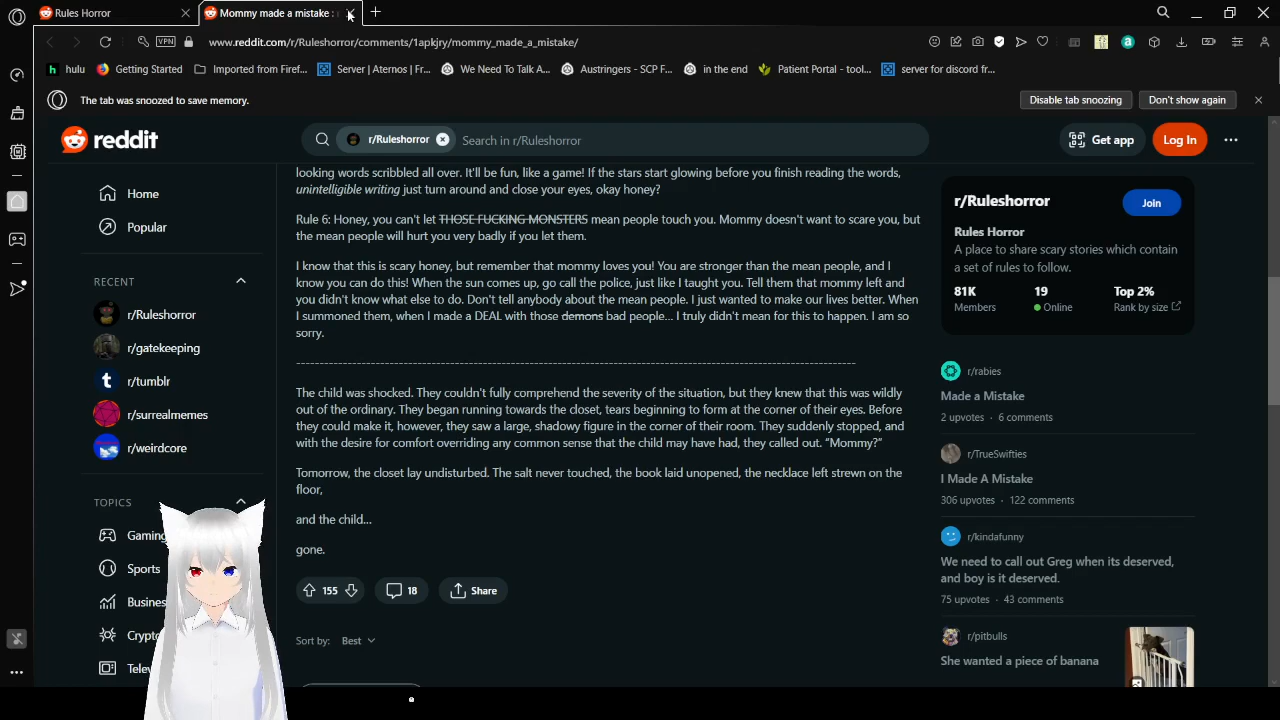 Rules Horror
Mommy made a mistake :
VPN
www.reddit.com/r/Ruleshorror/comments/1apkjry/mommy_made_a_mistake/
hulu
Getting Started
Imported from Firef...
Server | Aternos | Fr...
We Need To Talk A...
Austringers - SCP F...
in the end
Patient Portal - tool...
server for discord fr...
The tab was snoozed to save memory.
Disable tab snoozing
Don't show again
reddit
r/Ruleshorror
Search in r/Ruleshorror
Get app
Log In
Home
Popular
RECENT
r/Ruleshorror
r/gatekeeping
r/tumblr
r/surrealmemes
r/weirdcore
TOPICS
Gaming
Sports
Busines
Crypto
Telev
looking words scribbled all over. It'll be fun, like a game! If the stars start glowing before you finish reading the words,
unintelligible writing just turn around and close your eyes, okay honey?
Rule 6: Honey, you can't let THOSE FUCKING MONSTERS mean people touch you. Mommy doesn't want to scare you, but
the mean people will hurt you very badly if you let them.
I know that this is scary honey, but remember that mommy loves you! You are stronger than the mean people, and I
know you can do this! When the sun comes up, go call the police, just like I taught you. Tell them that mommy left and
you didn't know what else to do. Don't tell anybody about the mean people. I just wanted to make our lives better. When
I summoned them, when I made a DEAL with those demons bad people... I truly didn't mean for this to happen. I am so
sorry.
----------------------------------------------------------------------------------------------------------------
The child was shocked. They couldn't fully comprehend the severity of the situation, but they knew that this was wildly
out of the ordinary. They began running towards the closet, tears beginning to form at the corner of their eyes. Before
they could make it, however, they saw a large, shadowy figure in the corner of their room. They suddenly stopped, and
with the desire for comfort overriding any common sense that the child may have had, they called out. "Mommy?"
Tomorrow, the closet lay undisturbed. The salt never touched, the book laid unopened, the necklace left strewn on the
floor,
and the child...
gone.
155
18
Share
Sort by:
Best
r/Ruleshorror
Join
Rules Horror
A place to share scary stories which contain
a set of rules to follow.
81K
19
Top 2%
Members
Online
Rank by size
r/rabies
Made a Mistake
2 upvotes · 6 comments
r/TrueSwifties
I Made A Mistake
306 upvotes · 122 comments
r/kindafunny
We need to call out Greg when its deserved,
and boy is it deserved.
75 upvotes · 43 comments
r/pitbulls
She wanted a piece of banana